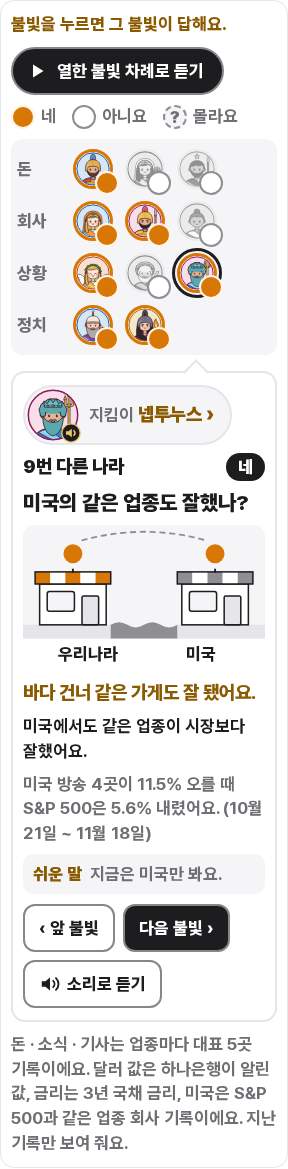 불빛을 누르면 그 불빛이 답해요.
▶ 열한 불빛 차례로 듣기
네 아니요 ? 몰라요
돈
회사
상황
정치
지킴이 넵투누스 ›
9번 다른 나라 네
미국의 같은 업종도 잘했나?
우리나라 미국
바다 건너 같은 가게도 잘 됐어요.
미국에서도 같은 업종이 시장보다
잘했어요.
미국 방송 4곳이 11.5% 오를 때
S&P 500은 5.6% 내렸어요. (10월
21일 ~ 11월 18일)
쉬운 말 지금은 미국만 봐요.
‹ 앞 불빛 다음 불빛 ›
소리로 듣기
돈 · 소식 · 기사는 업종마다 대표 5곳
기록이에요. 달러 값은 하나은행이 알린
값, 금리는 3년 국채 금리, 미국은 S&P
500과 같은 업종 회사 기록이에요. 지난
기록만 보여 줘요.